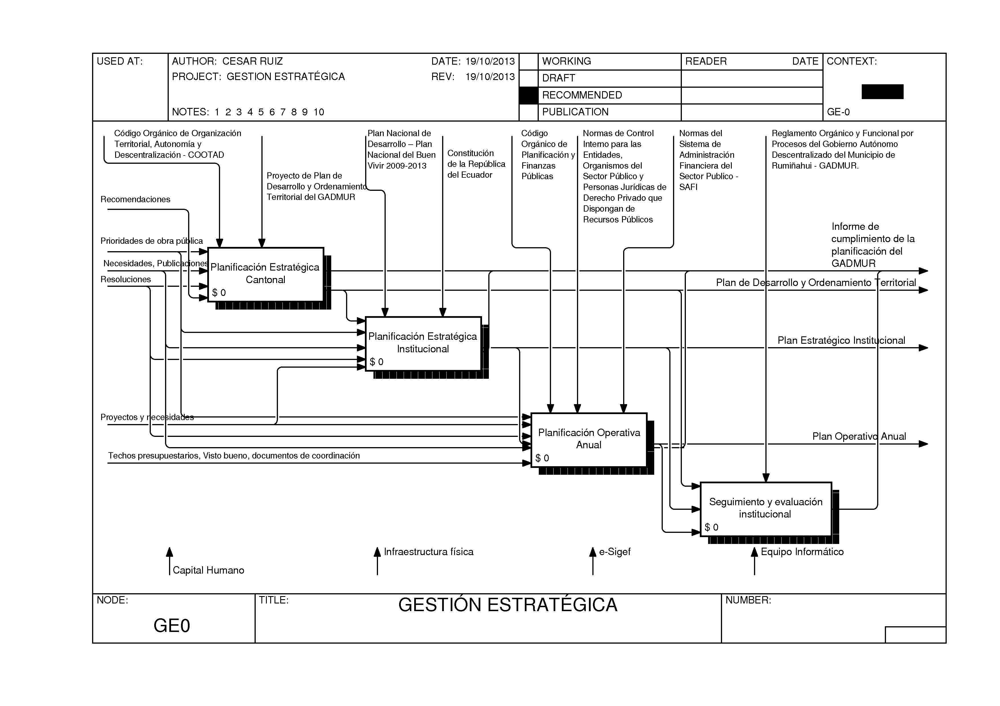 USED AT:
AUTHOR: CESAR RUIZ
DATE: 19/10/2013
PROJECT: GESTION ESTRATÉGICA
REV: 19/10/2013
NOTES: 1 2 3 4 5 6 7 8 9 10
WORKING
DRAFT
RECOMMENDED
PUBLICATION
READER
DATE
CONTEXT:
GE-0
Código Orgánico de Organización
Territorial, Autonomía y
Descentralización - COOTAD
Proyecto de Plan de
Desarrollo y Ordenamiento
Territorial del GADMUR
Plan Nacional de
Desarrollo – Plan
Nacional del Buen
Vivir 2009-2013
Constitución
de la República
del Ecuador
Código
Orgánico de
Planificación y
Finanzas
Públicas
Normas de Control
Interno para las
Entidades,
Organismos del
Sector Público y
Personas Jurídicas de
Derecho Privado que
Dispongan de
Recursos Públicos
Normas del
Sistema de
Administración
Financiera del
Sector Publico -
SAFI
Reglamento Orgánico y Funcional por
Procesos del Gobierno Autónomo
Descentralizado del Municipio de
Rumiñahui - GADMUR.
Recomendaciones
Prioridades de obra pública
Necesidades, Publicaciones
Resoluciones
Planificación Estratégica
Cantonal
$ 0
Informe de
cumplimiento de la
planificación del
GADMUR
Plan de Desarrollo y Ordenamiento Territorial
Planificación Estratégica
Institucional
$ 0
Plan Estratégico Institucional
Proyectos y necesidades
Techos presupuestarios, Visto bueno, documentos de coordinación
Planificación Operativa
Anual
$ 0
Plan Operativo Anual
Seguimiento y evaluación
institucional
$ 0
Capital Humano
Infraestructura física
e-Sigef
Equipo Informático
NODE:
GE0
TITLE:
GESTIÓN ESTRATÉGICA
NUMBER: